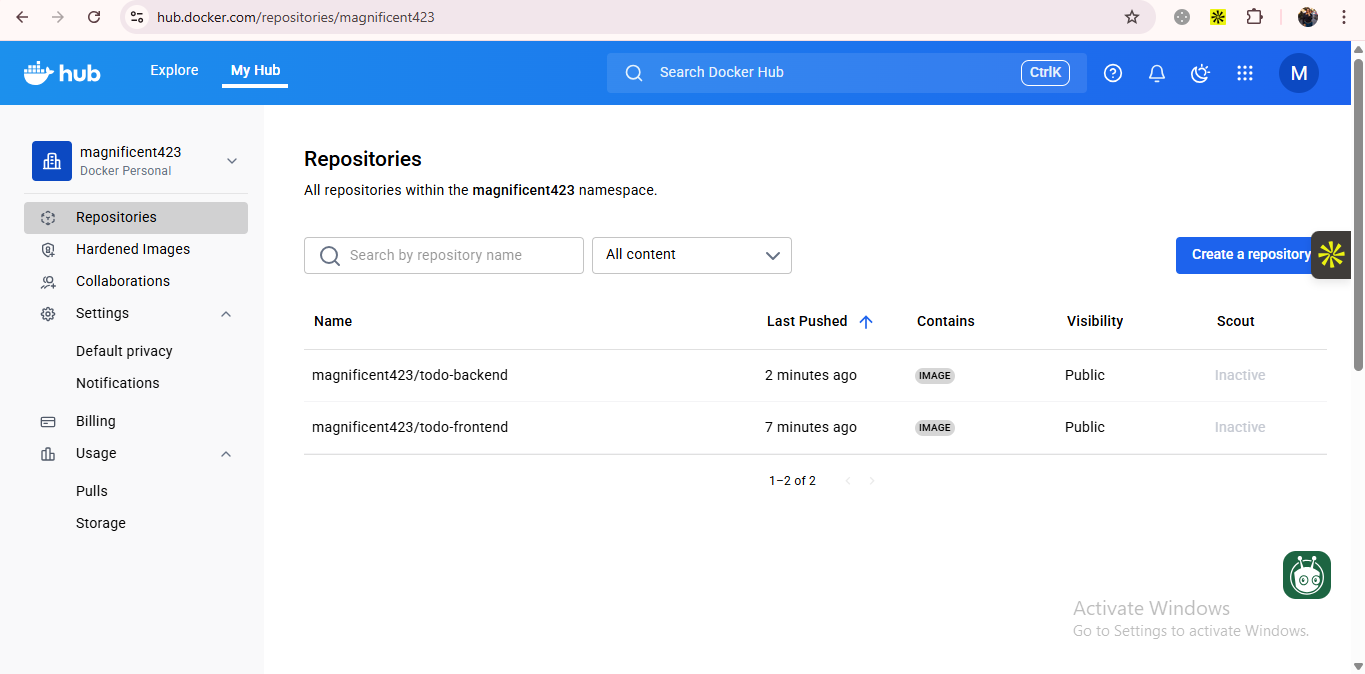 hub.docker.com/repositories/magnificent423
hub
Explore
My Hub
Search Docker Hub
CtrlK
M
magnificent423
Docker Personal
Repositories
Hardened Images
Collaborations
Settings
Default privacy
Notifications
Billing
Usage
Pulls
Storage
Repositories
All repositories within the magnificent423 namespace.
Search by repository name
All content
Create a repository
Name Last Pushed Contains Visibility Scout
magnificent423/todo-backend 2 minutes ago IMAGE Public Inactive
magnificent423/todo-frontend 7 minutes ago IMAGE Public Inactive
1–2 of 2
Activate Windows
Go to Settings to activate Windows.